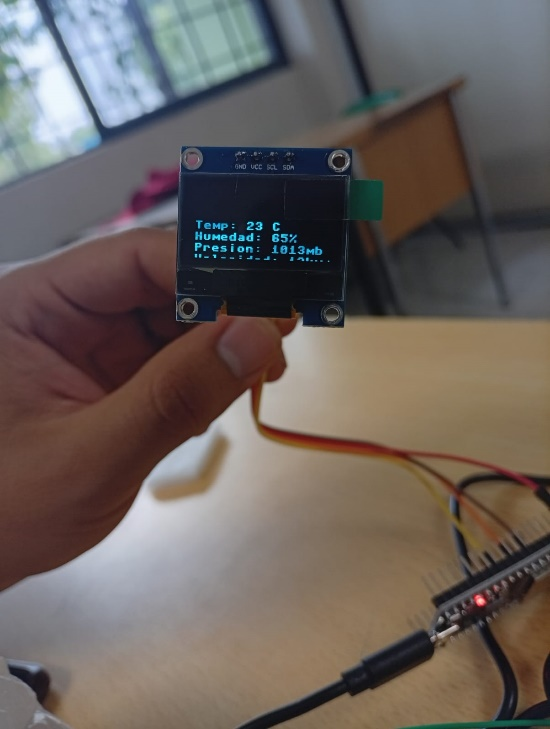 GND VCC SCL SDA
Temp: 23 C
Humedad: 65%
Presion: 1013mb